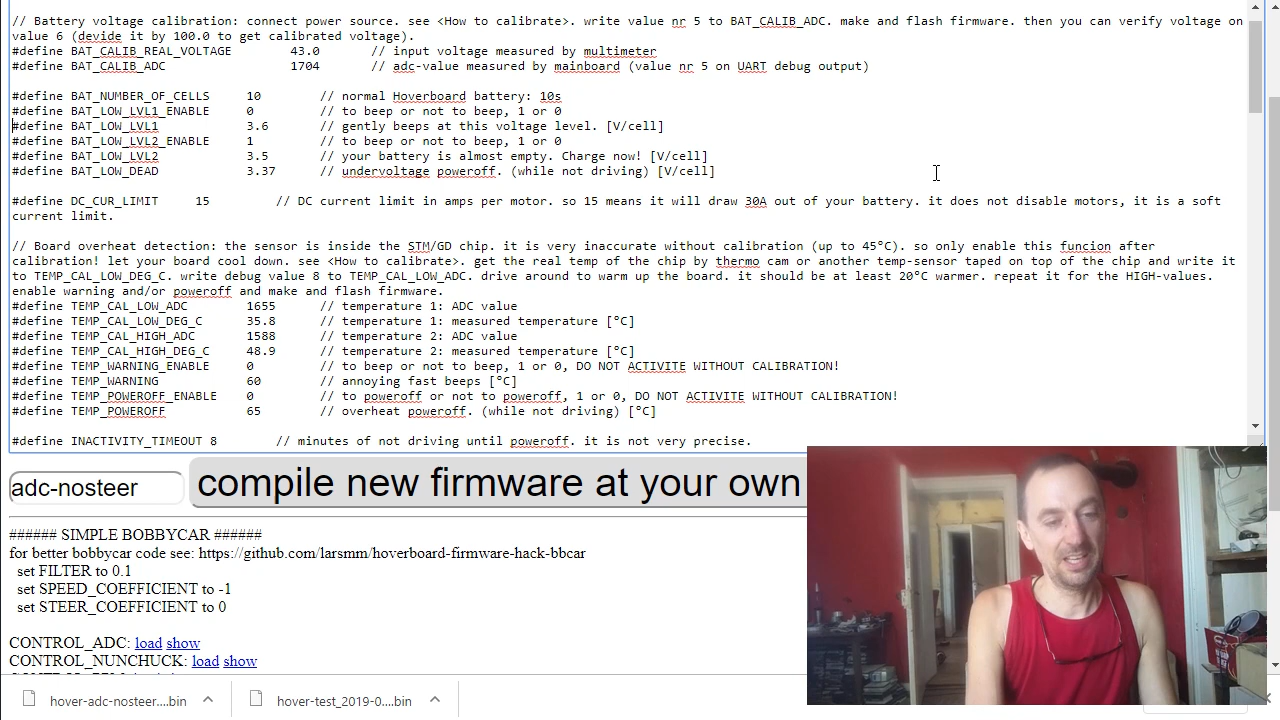 // Battery voltage calibration: connect power source. see <How to calibrate>. write value nr 5 to BAT_CALIB_ADC. make and flash firmware. then you can verify voltage on
value 6 (devide it by 100.0 to get calibrated voltage).
#define BAT_CALIB_REAL_VOLTAGE        43.0       // input voltage measured by multimeter
#define BAT_CALIB_ADC                 1704       // adc-value measured by mainboard (value nr 5 on UART debug output)
#define BAT_NUMBER_OF_CELLS     10        // normal Hoverboard battery: 10s
#define BAT_LOW_LVL1_ENABLE     0         // to beep or not to beep, 1 or 0
#define BAT_LOW_LVL1            3.6       // gently beeps at this voltage level. [V/cell]
#define BAT_LOW_LVL2_ENABLE     1         // to beep or not to beep, 1 or 0
#define BAT_LOW_LVL2            3.5       // your battery is almost empty. Charge now! [V/cell]
#define BAT_LOW_DEAD            3.37      // undervoltage poweroff. (while not driving) [V/cell]
#define DC_CUR_LIMIT     15         // DC current limit in amps per motor. so 15 means it will draw 30A out of your battery. it does not disable motors, it is a soft
current limit.
// Board overheat detection: the sensor is inside the STM/GD chip. it is very inaccurate without calibration (up to 45°C). so only enable this funcion after
calibration! let your board cool down. see <How to calibrate>. get the real temp of the chip by thermo cam or another temp-sensor taped on top of the chip and write it
to TEMP_CAL_LOW_DEG_C. write debug value 8 to TEMP_CAL_LOW_ADC. drive around to warm up the board. it should be at least 20°C warmer. repeat it for the HIGH-values.
enable warning and/or poweroff and make and flash firmware.
#define TEMP_CAL_LOW_ADC        1655      // temperature 1: ADC value
#define TEMP_CAL_LOW_DEG_C      35.8      // temperature 1: measured temperature [°C]
#define TEMP_CAL_HIGH_ADC       1588      // temperature 2: ADC value
#define TEMP_CAL_HIGH_DEG_C     48.9      // temperature 2: measured temperature [°C]
#define TEMP_WARNING_ENABLE     0         // to beep or not to beep, 1 or 0, DO NOT ACTIVITE WITHOUT CALIBRATION!
#define TEMP_WARNING            60        // annoying fast beeps [°C]
#define TEMP_POWEROFF_ENABLE    0         // to poweroff or not to poweroff, 1 or 0, DO NOT ACTIVITE WITHOUT CALIBRATION!
#define TEMP_POWEROFF           65        // overheat poweroff. (while not driving) [°C]
#define INACTIVITY_TIMEOUT 8        // minutes of not driving until poweroff. it is not very precise.
adc-nosteer compile new firmware at your own
###### SIMPLE BOBBYCAR ######
for better bobbycar code see: https://github.com/larsmm/hoverboard-firmware-hack-bbcar
set FILTER to 0.1
set SPEED_COEFFICIENT to -1
set STEER_COEFFICIENT to 0
CONTROL_ADC: load show
CONTROL_NUNCHUCK: load show
hover-adc-nosteer....bin hover-test_2019-0....bin